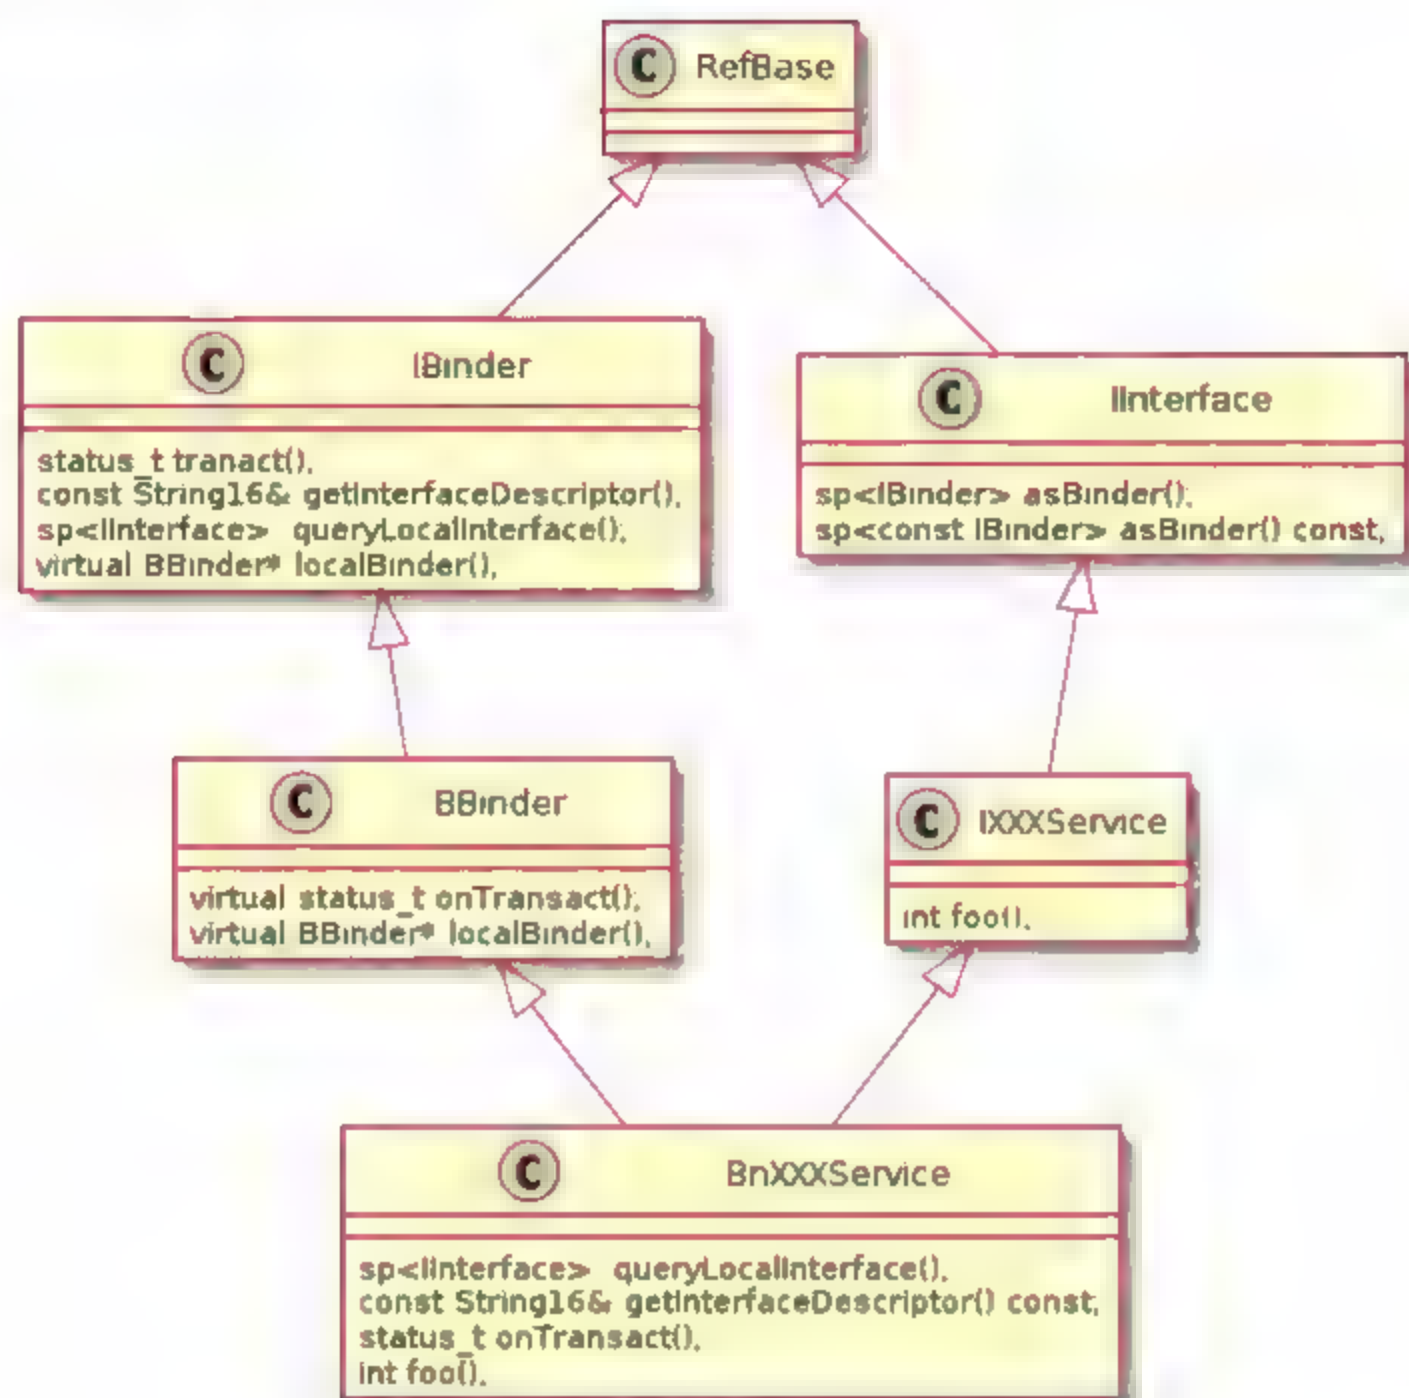 C RefBase
C IBinder
status_t tranact();
const String16& getInterfaceDescriptor();
sp<IInterface> queryLocalInterface();
virtual BBinder* localBinder();
C IInterface
sp<IBinder> asBinder();
sp<const IBinder> asBinder() const;
C BBinder
virtual status_t onTransact();
virtual BBinder* localBinder();
C IXXXService
int foo();
C BnXXXService
sp<IInterface> queryLocalInterface();
const String16& getInterfaceDescriptor() const;
status_t onTransact();
int foo();